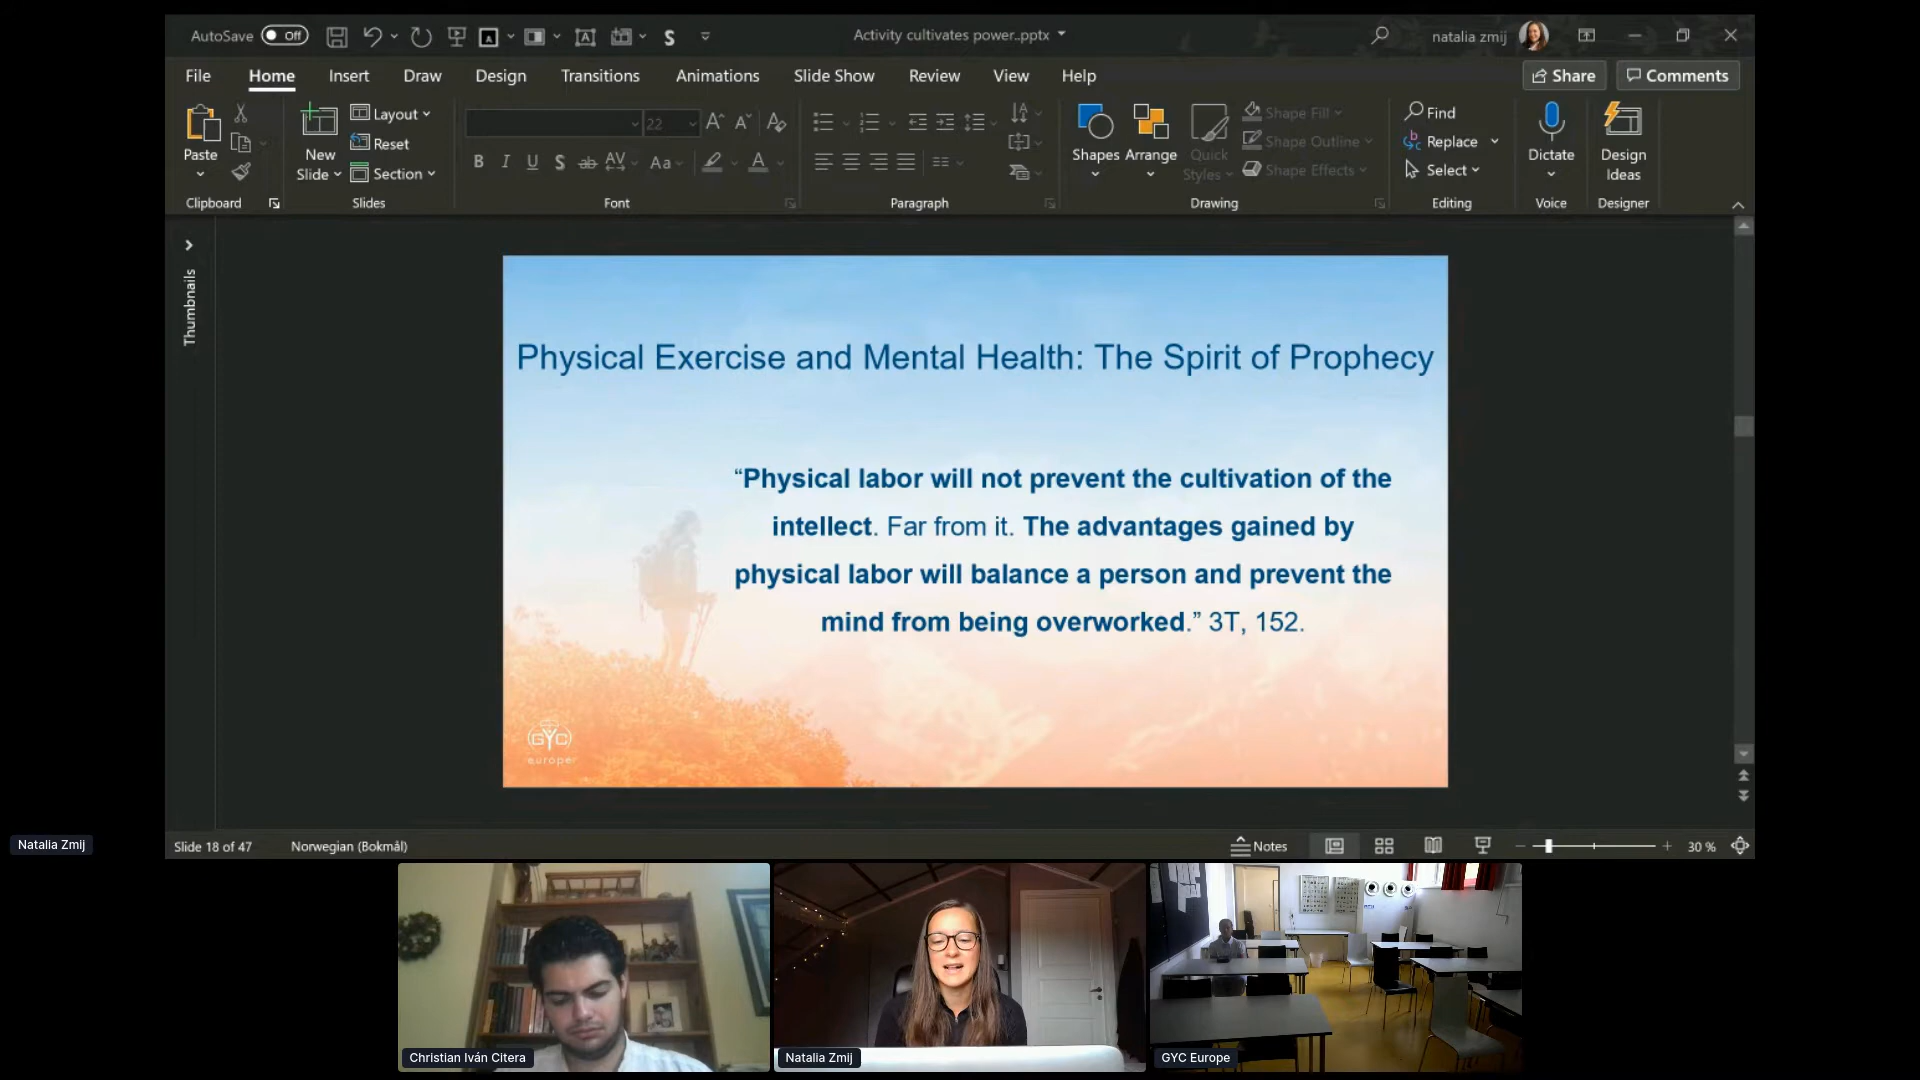 AutoSave Off
Activity cultivates power..pptx
natalia zmij
File Home Insert Draw Design Transitions Animations Slide Show Review View Help
Share Comments
Paste
Clipboard
New
Slide
Layout
Reset
Section
Slides
22
B I U S ab AV Aa A
Font
Paragraph
Shapes Arrange Quick
Styles
Shape Fill
Shape Outline
Shape Effects
Drawing
Find
Replace
Select
Editing
Dictate
Voice
Design
Ideas
Designer
Thumbnails
Physical Exercise and Mental Health: The Spirit of Prophecy
“Physical labor will not prevent the cultivation of the
intellect. Far from it. The advantages gained by
physical labor will balance a person and prevent the
mind from being overworked.” 3T, 152.
GYC
europe
Slide 18 of 47 Norwegian (Bokmål)
Notes
30 %
Natalia Zmij
Christian Iván Citera
Natalia Zmij
GYC Europe